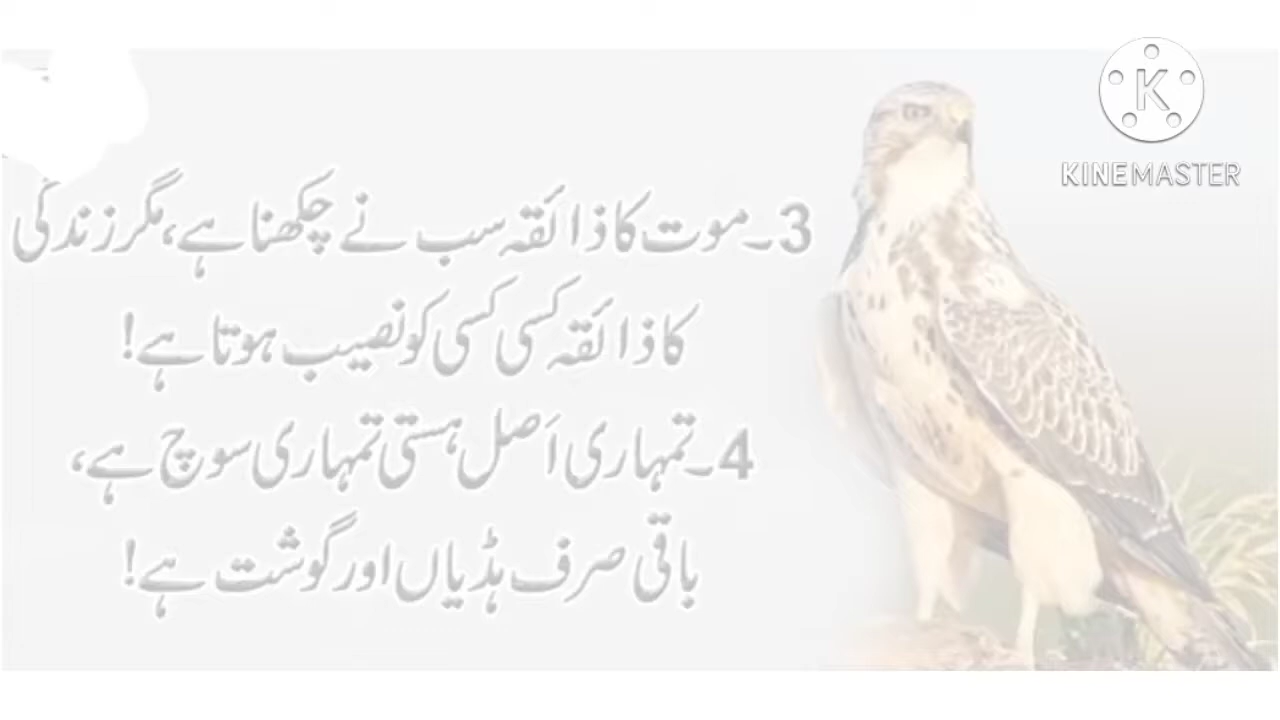 KINEMASTER
3۔موت کا ذائقہ سب نے چکھنا ہے، مگر زندگی
کا ذائقہ کسی کسی کو نصیب ہوتا ہے!
4۔تمہاری اَصل ہستی تمہاری سوچ ہے،
باقی صرف ہڈیاں اور گوشت ہے!